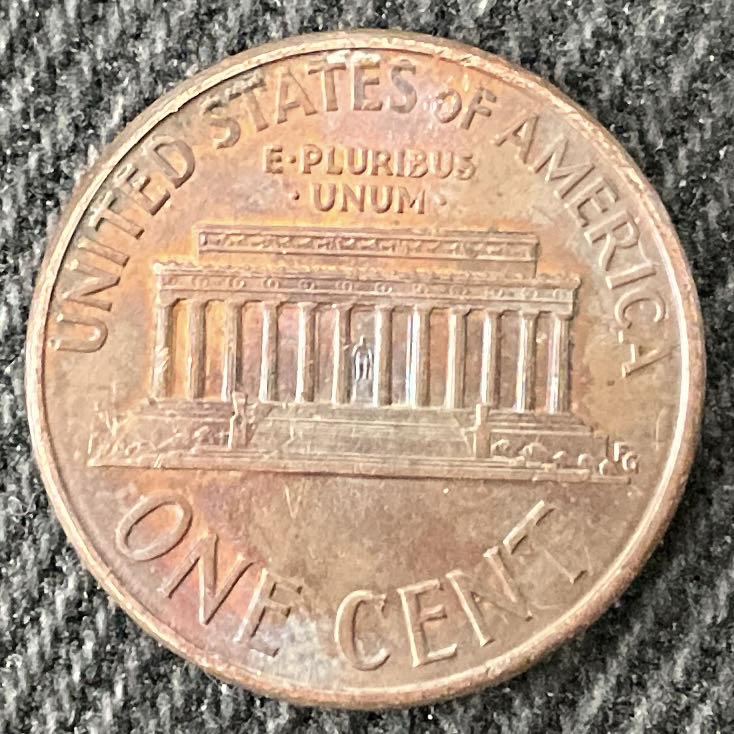 UNITED STATES OF AMERICA
E·PLURIBUS
·UNUM·
FG
ONE CENT